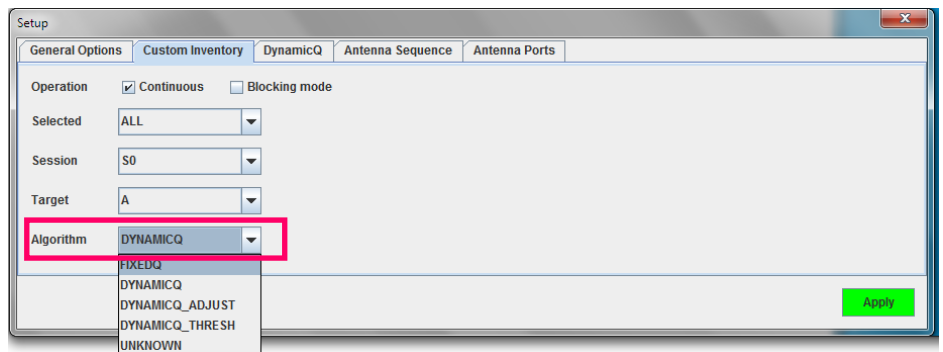 Setup
General Options Custom Inventory DynamicQ Antenna Sequence Antenna Ports
Operation Continuous Blocking mode
Selected ALL
Session S0
Target A
Algorithm DYNAMICQ
FIXEDQ
DYNAMICQ
DYNAMICQ_ADJUST
DYNAMICQ_THRESH
UNKNOWN
Apply